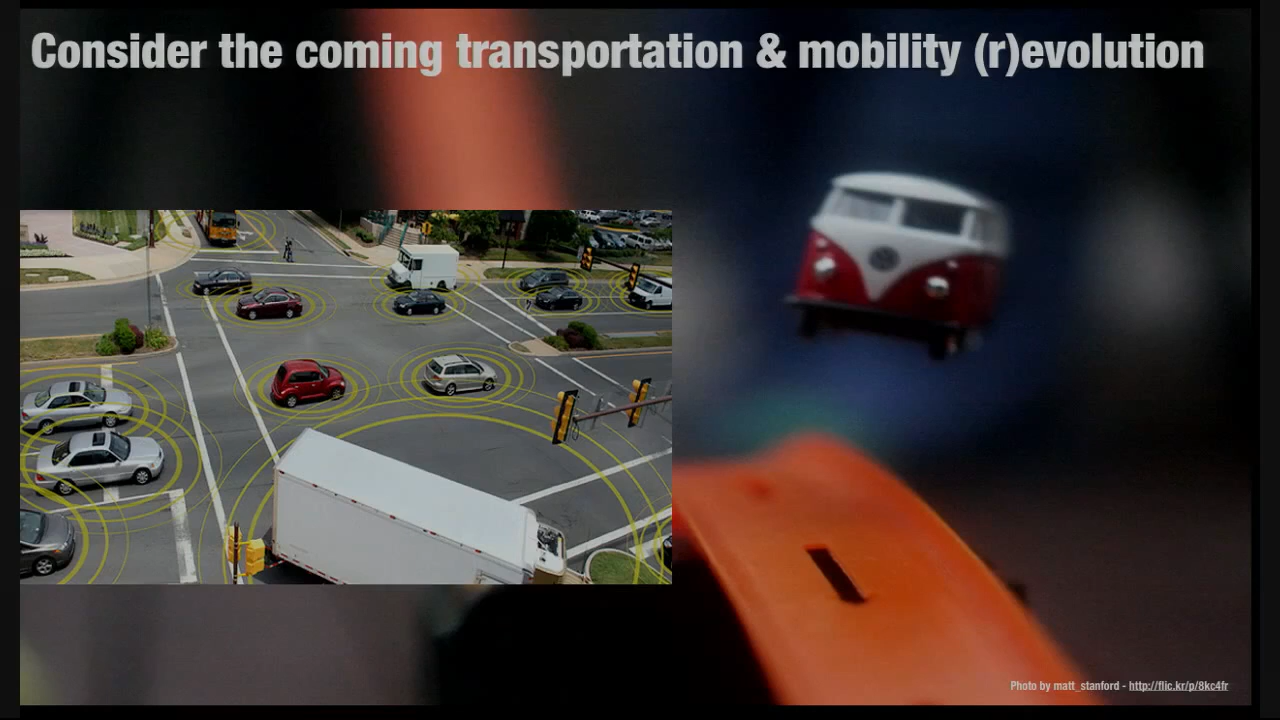 Consider the coming transportation & mobility (r)evolution
Photo by matt_stanford - http://flic.kr/p/8kc4fr